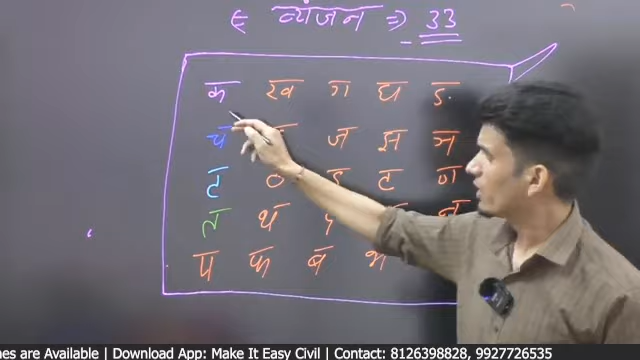 व्यंजन => 33
क ख ग घ ङ
च ज झ ञ
ट ठ ड ढ ण
त थ द न
प फ ब भ
nes are Available | Download App: Make It Easy Civil | Contact: 8126398828, 9927726535